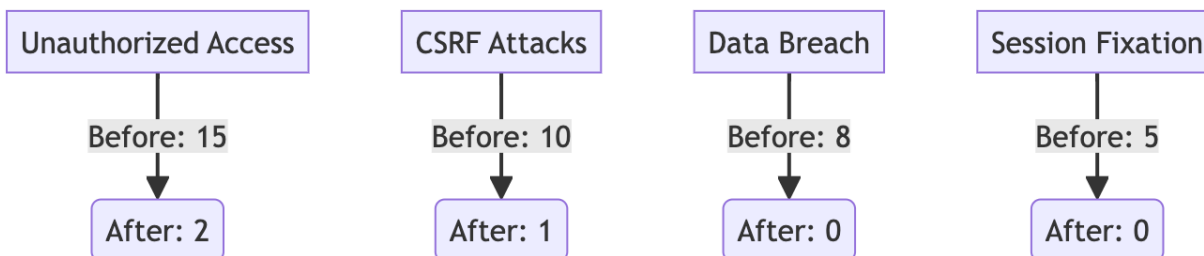 Unauthorized Access
CSRF Attacks
Data Breach
Session Fixation
Before: 15
Before: 10
Before: 8
Before: 5
After: 2
After: 1
After: 0
After: 0